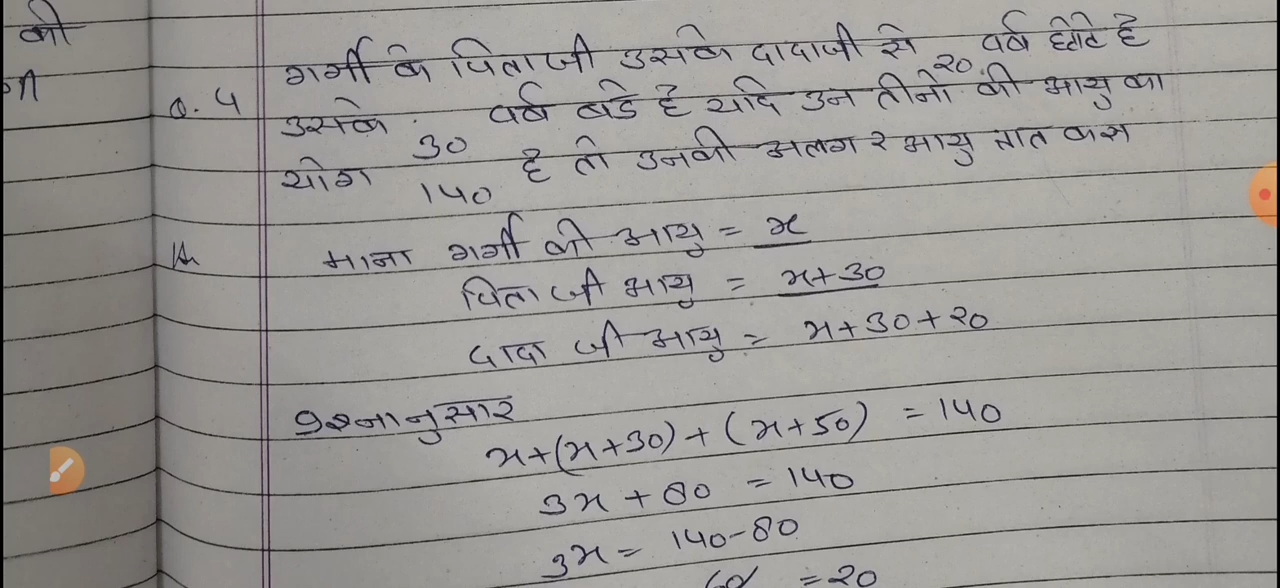 की
गी
Q. 4
गर्गी के पिताजी उसके दादाजी से 20 वर्ष छोटे है
उसके 30 वर्ष बडे है यदि उन तीनो की आयु का
योग 140 है तो उनकी अलग २ आयु ज्ञात करा
माना गर्गी की आयु = x
पिता जी आयु = x+30
दादा जी आयु = x+30+20
प्रश्नानुसार
x+(x+30)+(x+50) = 140
3x + 80 = 140
3x = 140-80
= 20